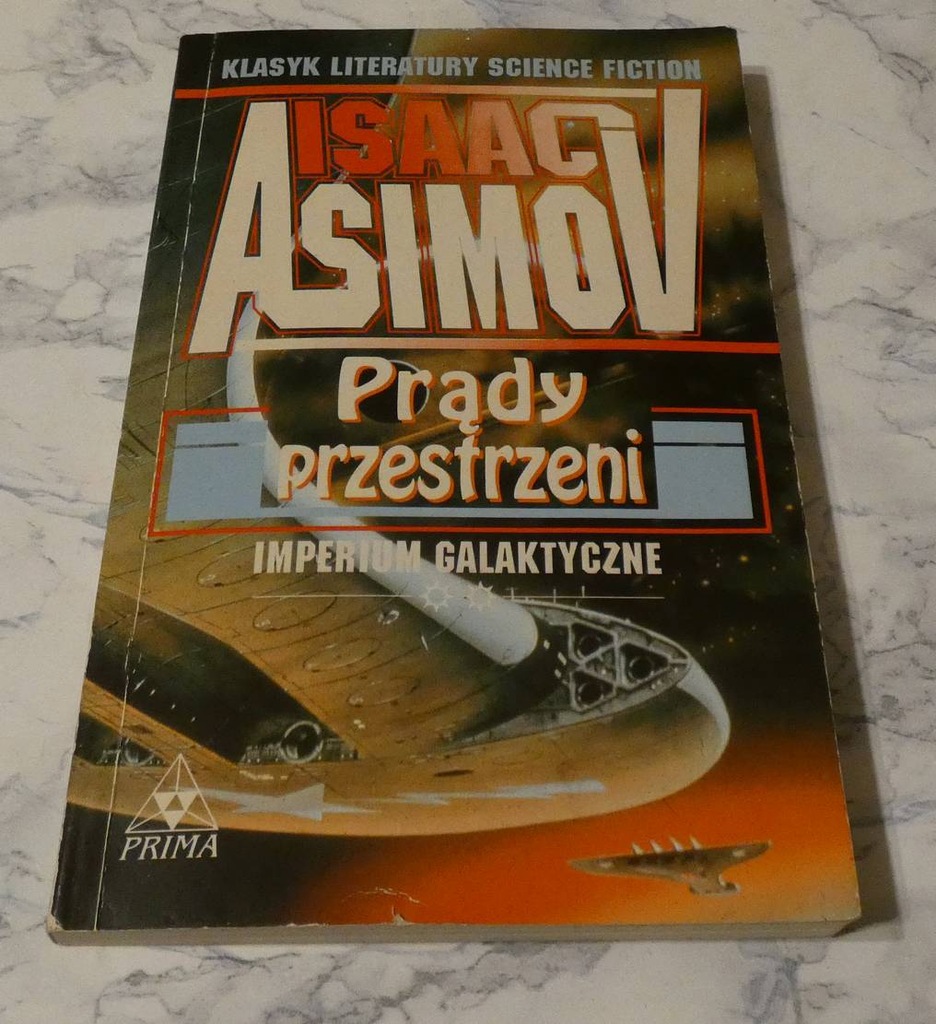 KLASYK LITERATURY SCIENCE FICTION
ISAAC
ASIMOV
Prądy
przestrzeni
IMPERIUM GALAKTYCZNE
PRIMA